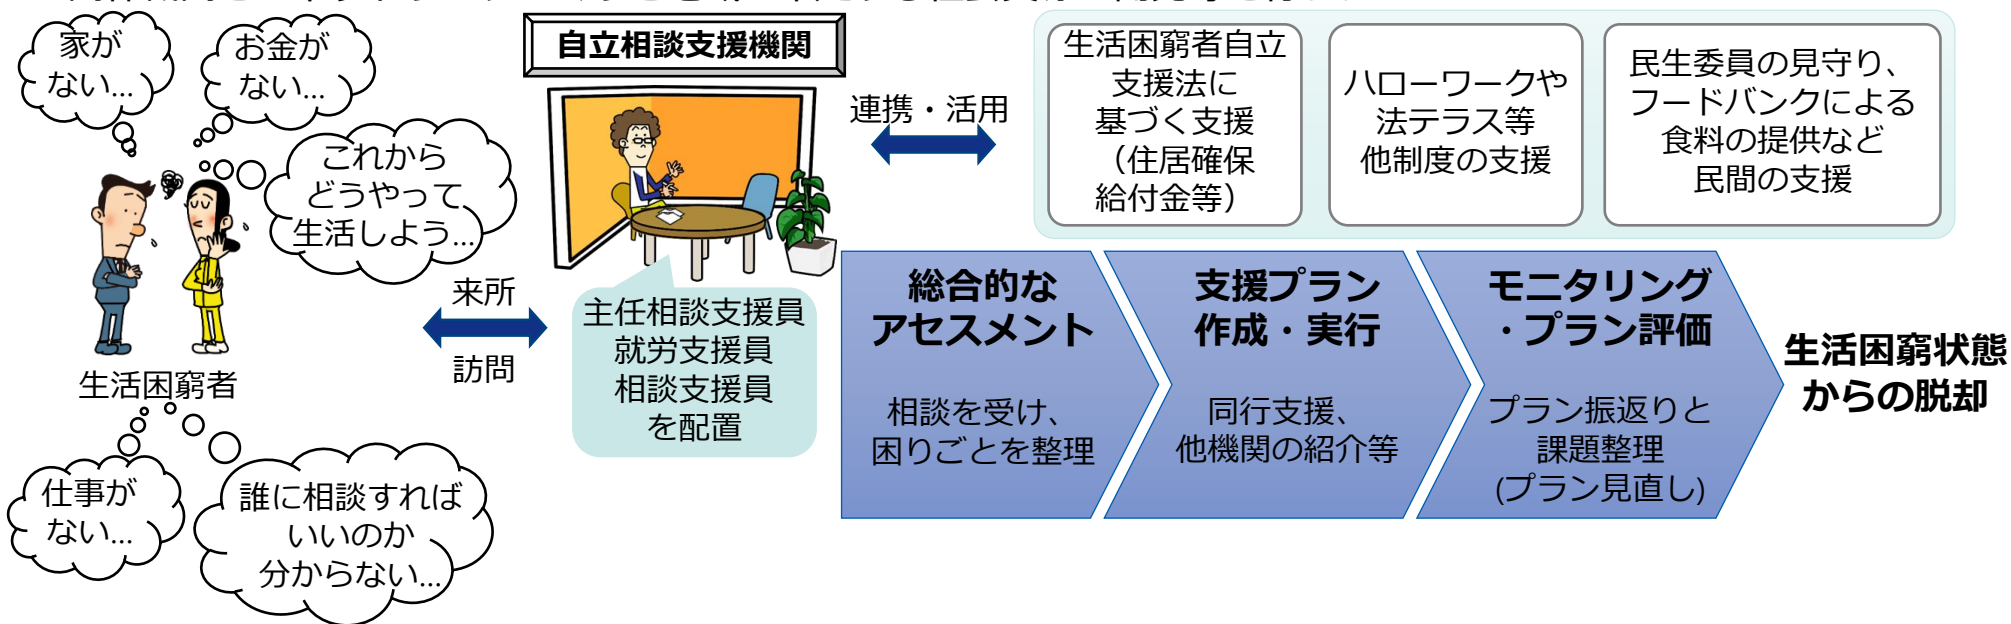 家が
ない…
お金が
ない…
これから
どうやって
生活しよう…
生活困窮者
仕事が
ない…
誰に相談すれば
いいのか
分からない…
来所
訪問
自立相談支援機関
主任相談支援員
就労支援員
相談支援員
を配置
連携・活用
生活困窮者自立
支援法に
基づく支援
（住居確保
給付金等）
ハローワークや
法テラス等
他制度の支援
民生委員の見守り、
フードバンクによる
食料の提供など
民間の支援
総合的な
アセスメント
相談を受け、
困りごとを整理
支援プラン
作成・実行
同行支援、
他機関の紹介等
モニタリング
・プラン評価
プラン振返りと
課題整理
(プラン見直し)
生活困窮状態
からの脱却